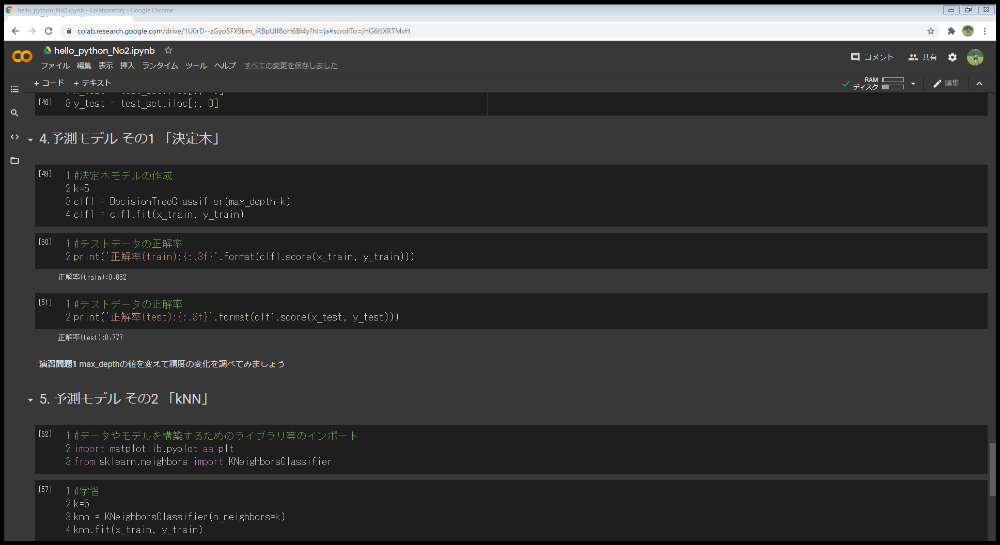 hello_python_No2.ipynb - Colaboratory - Google Chrome
colab.research.google.com/drive/1U0rD--zGyo5FX9bm_iRBpUIf8oH6Bl4y?hl=ja#scrollTo=jHG6fJXRTMvH
CO hello_python_No2.ipynb
ファイル 編集 表示 挿入 ランタイム ツール ヘルプ すべての変更を保存しました
コメント 共有
+ コード + テキスト
RAM
ディスク
編集
[48] 8 y_test = test_set.iloc[:, 0]
4.予測モデル その1 「決定木」
[49] 1 #決定木モデルの作成
2 k=5
3 clf1 = DecisionTreeClassifier(max_depth=k)
4 clf1 = clf1.fit(x_train, y_train)
[50] 1 #テストデータの正解率
2 print('正解率(train):{:.3f}'.format(clf1.score(x_train, y_train)))
正解率(train):0.862
[51] 1 #テストデータの正解率
2 print('正解率(test):{:.3f}'.format(clf1.score(x_test, y_test)))
正解率(test):0.777
演習問題1 max_depthの値を変えて精度の変化を調べてみましょう
5. 予測モデル その2 「kNN」
[52] 1 #データやモデルを構築するためのライブラリ等のインポート
2 import matplotlib.pyplot as plt
3 from sklearn.neighbors import KNeighborsClassifier
[57] 1 #学習
2 k=5
3 knn = KNeighborsClassifier(n_neighbors=k)
4 knn.fit(x_train, y_train)